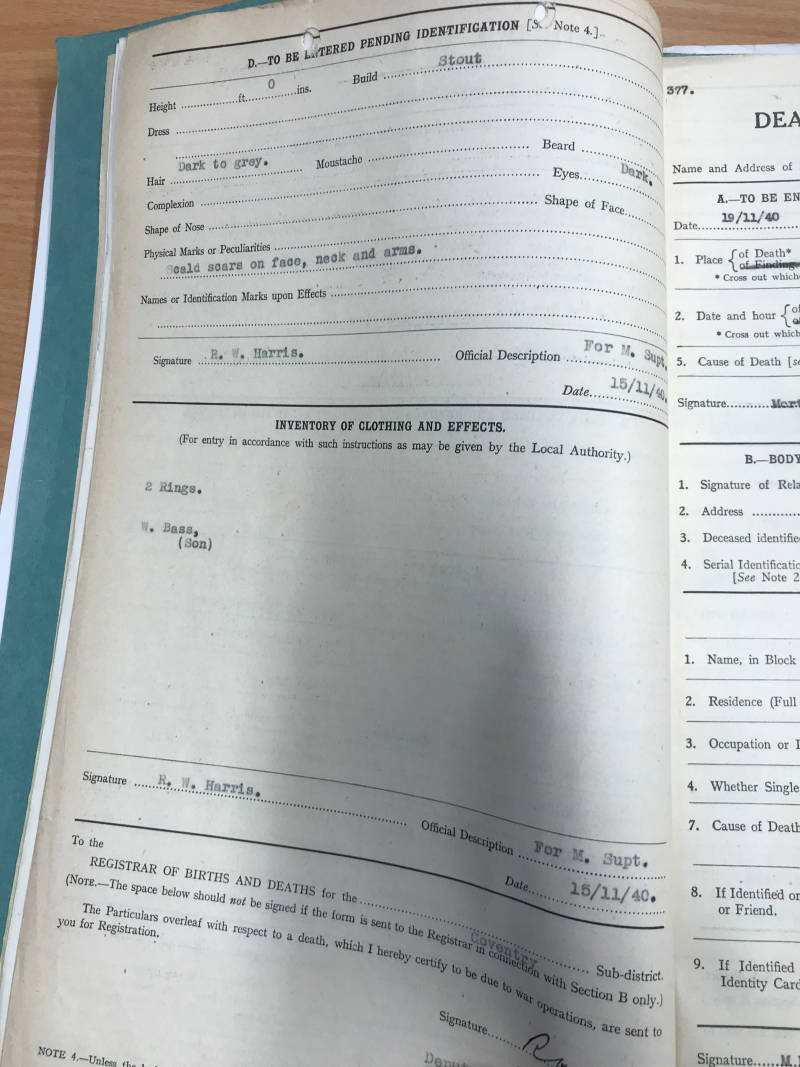 D.—TO BE ENTERED PENDING IDENTIFICATION [See Note 4.]
Height ........ft. 0 ........ins. Build Stout
Dress
Hair Dark to grey. Moustache ........ Beard ........
Complexion ........ Eyes Dark.
Shape of Nose ........ Shape of Face
Physical Marks or Peculiarities
Scald scars on face, neck and arms.
Names or Identification Marks upon Effects
Signature R. W. Harris. Official Description For M. Supt.
Date 15/11/40.
INVENTORY OF CLOTHING AND EFFECTS.
(For entry in accordance with such instructions as may be given by the Local Authority.)
2 Rings.
W. Bass,
(Son)
Signature R. W. Harris. Official Description For M. Supt.
Date 15/11/40.
To the
REGISTRAR OF BIRTHS AND DEATHS for the Coventry Sub-district.
(NOTE.—The space below should not be signed if the form is sent to the Registrar in connection with Section B only.)
The Particulars overleaf with respect to a death, which I hereby certify to be due to war operations, are sent to
you for Registration.
Signature
NOTE 4.—Unless the
377.
DEA
Name and Address of
A.—TO BE EN
Date 19/11/40
1. Place {of Death*
of Finding
* Cross out which
2. Date and hour {of
* Cross out which
5. Cause of Death [se
Signature
B.—BODY
1. Signature of Rela
2. Address
3. Deceased identifie
4. Serial Identificatio
[See Note 2
1. Name, in Block
2. Residence (Full
3. Occupation or I
4. Whether Single
7. Cause of Death
8. If Identified or
or Friend.
9. If Identified
Identity Card
Signature